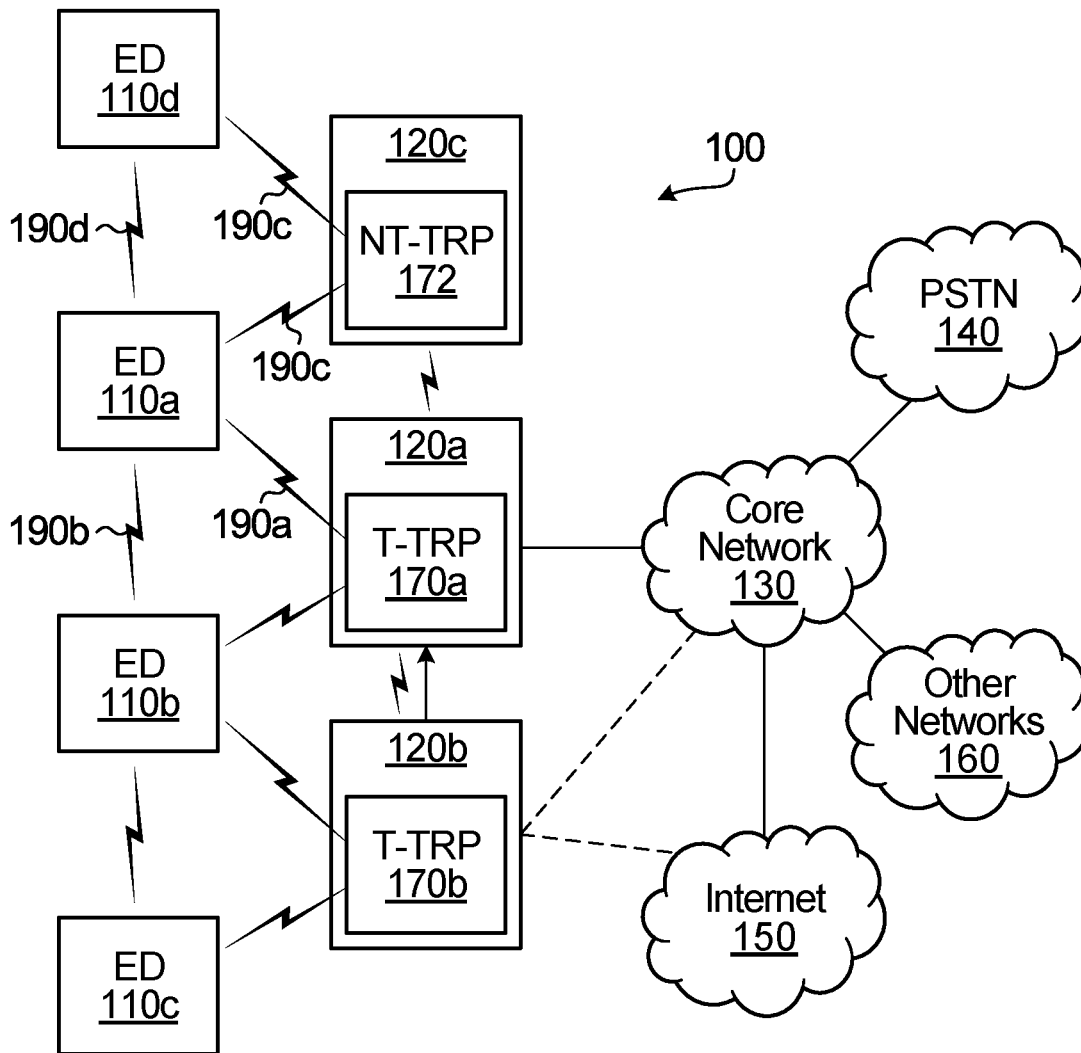 ED
110d
120c
100
190c
190d
NT-TRP
172
PSTN
140
ED
110a
190c
120a
Core
Network
130
190b
190a
T-TRP
170a
ED
110b
Other
Networks
160
120b
T-TRP
170b
Internet
150
ED
110c